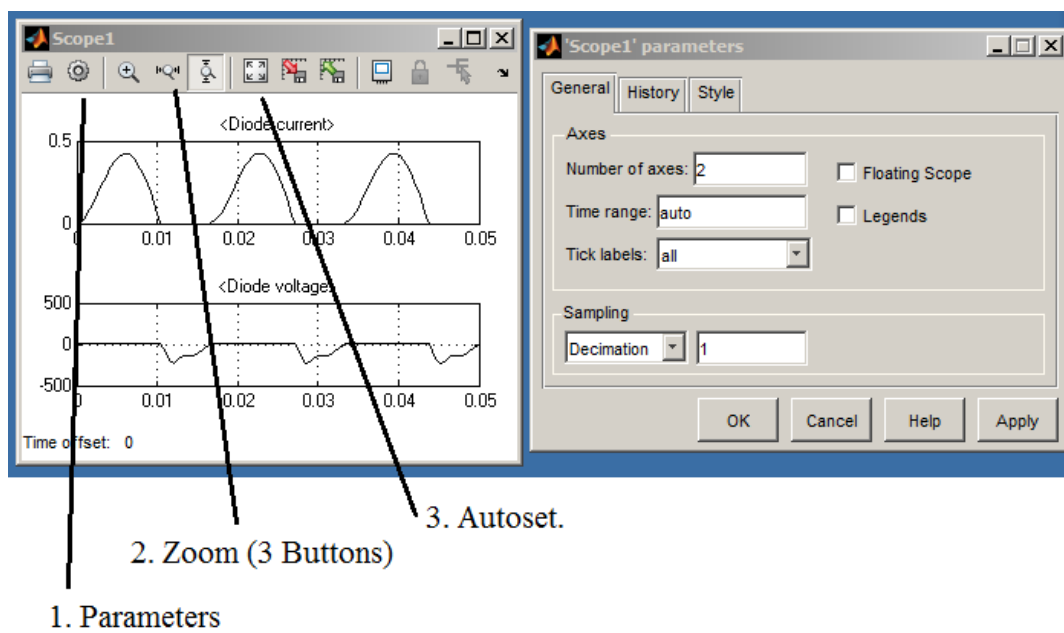 Scope1
<Diode current>
0.5
0
0 0.01 0.02 0.03 0.04 0.05
<Diode voltage>
500
0
-500
0 0.01 0.02 0.03 0.04 0.05
Time offset: 0
'Scope1' parameters
General History Style
Axes
Number of axes: 2
Floating Scope
Time range: auto
Legends
Tick labels: all
Sampling
Decimation 1
OK Cancel Help Apply
3. Autoset.
2. Zoom (3 Buttons)
1. Parameters